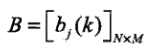 B = [b_j(k)]_{N×M}